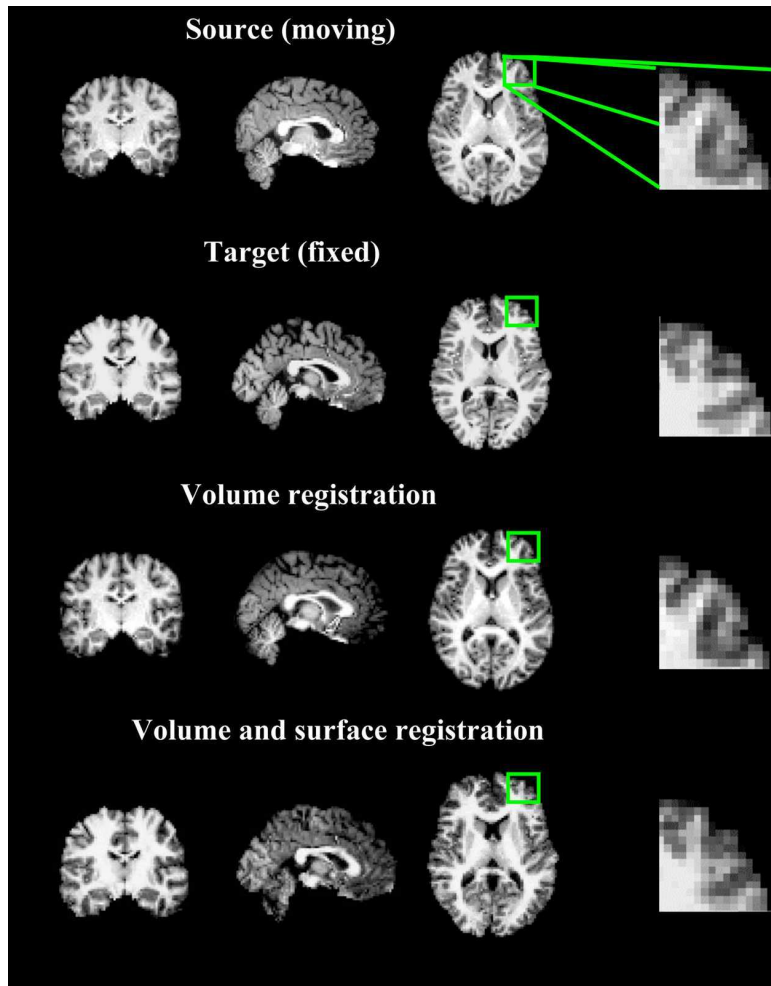 Source (moving)
Target (fixed)
Volume registration
Volume and surface registration